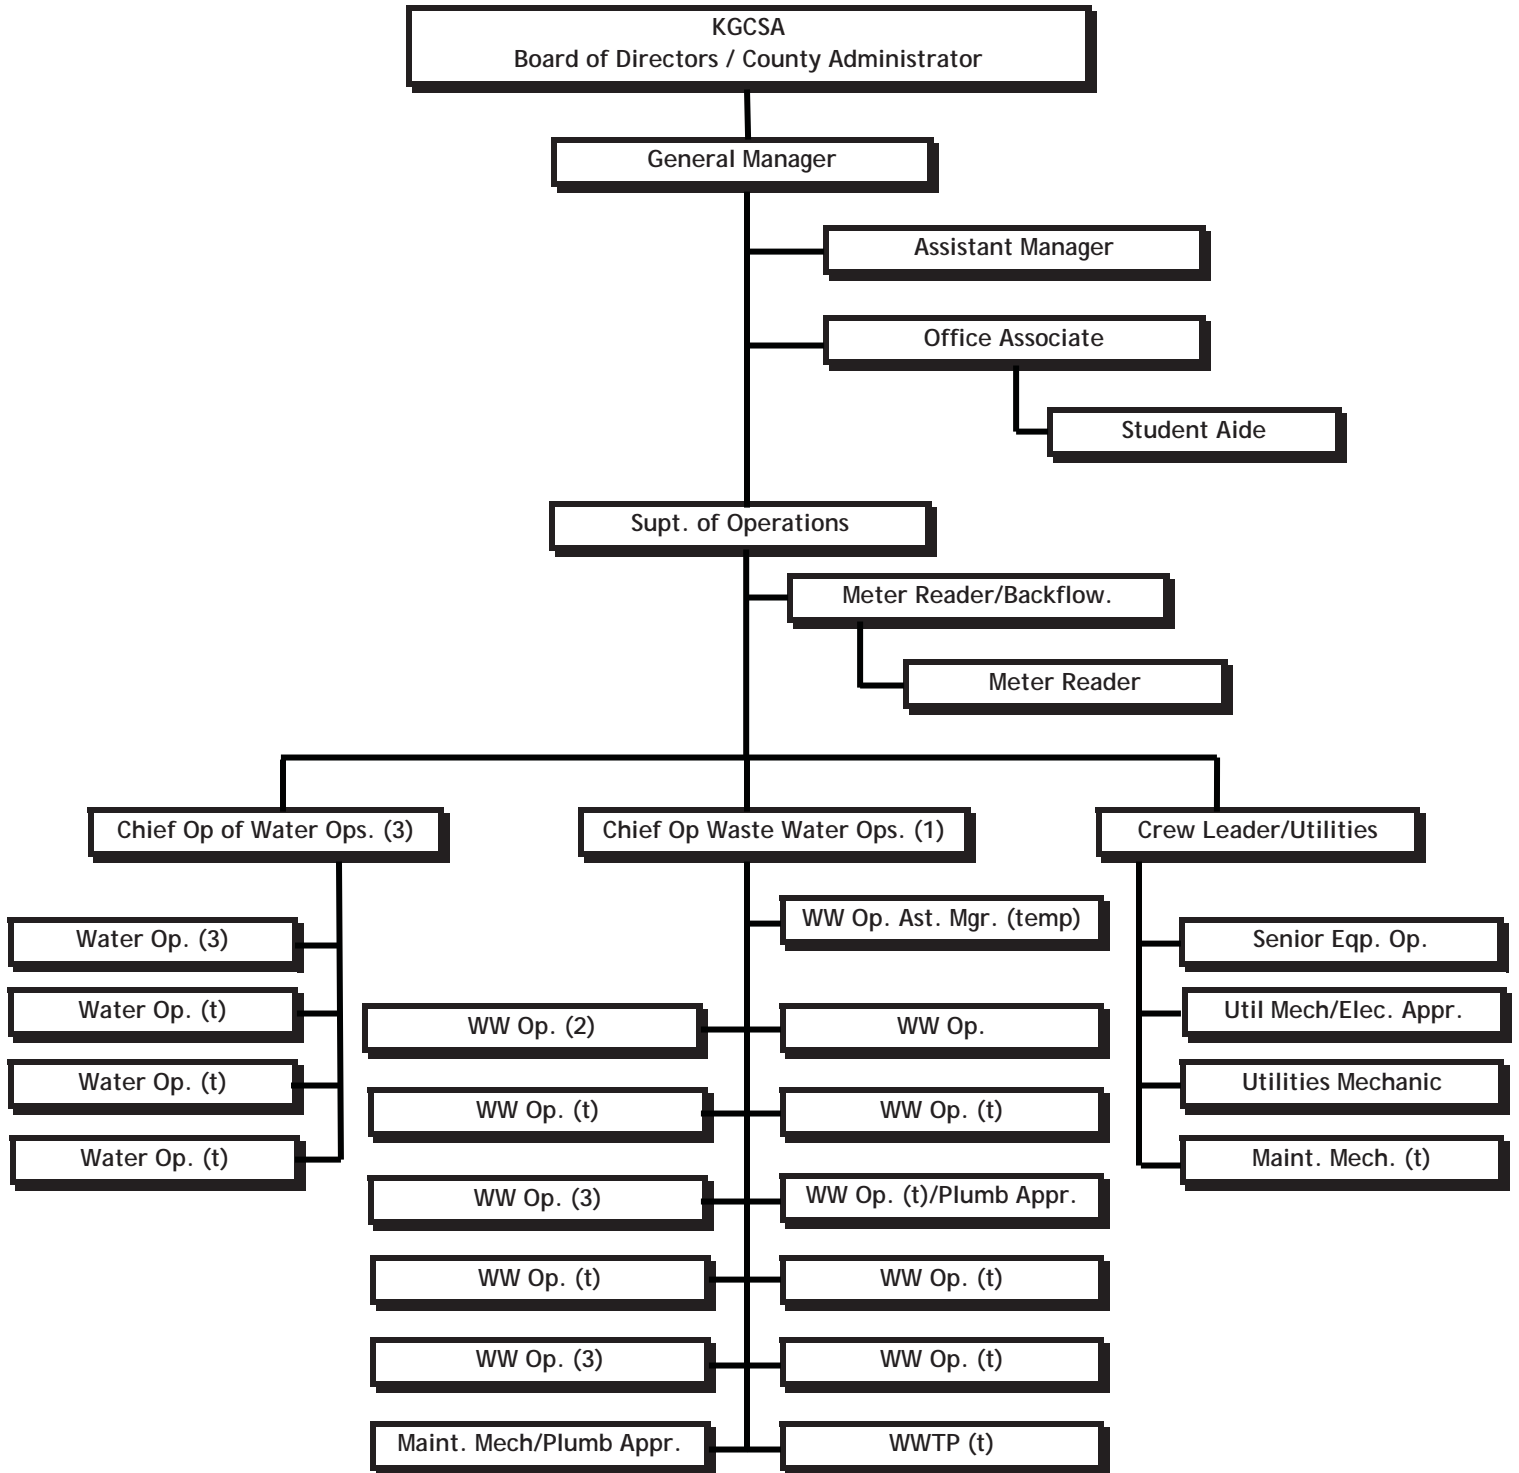 KGCSA
Board of Directors / County Administrator
General Manager
Assistant Manager
Office Associate
Student Aide
Supt. of Operations
Meter Reader/Backflow.
Meter Reader
Chief Op of Water Ops. (3)
Water Op. (3)
Water Op. (t)
Water Op. (t)
Water Op. (t)
Chief Op Waste Water Ops. (1)
WW Op. Ast. Mgr. (temp)
WW Op. (2)
WW Op.
WW Op. (t)
WW Op. (t)
WW Op. (3)
WW Op. (t)/Plumb Appr.
WW Op. (t)
WW Op. (t)
WW Op. (3)
WW Op. (t)
Maint. Mech/Plumb Appr.
WWTP (t)
Crew Leader/Utilities
Senior Eqp. Op.
Util Mech/Elec. Appr.
Utilities Mechanic
Maint. Mech. (t)